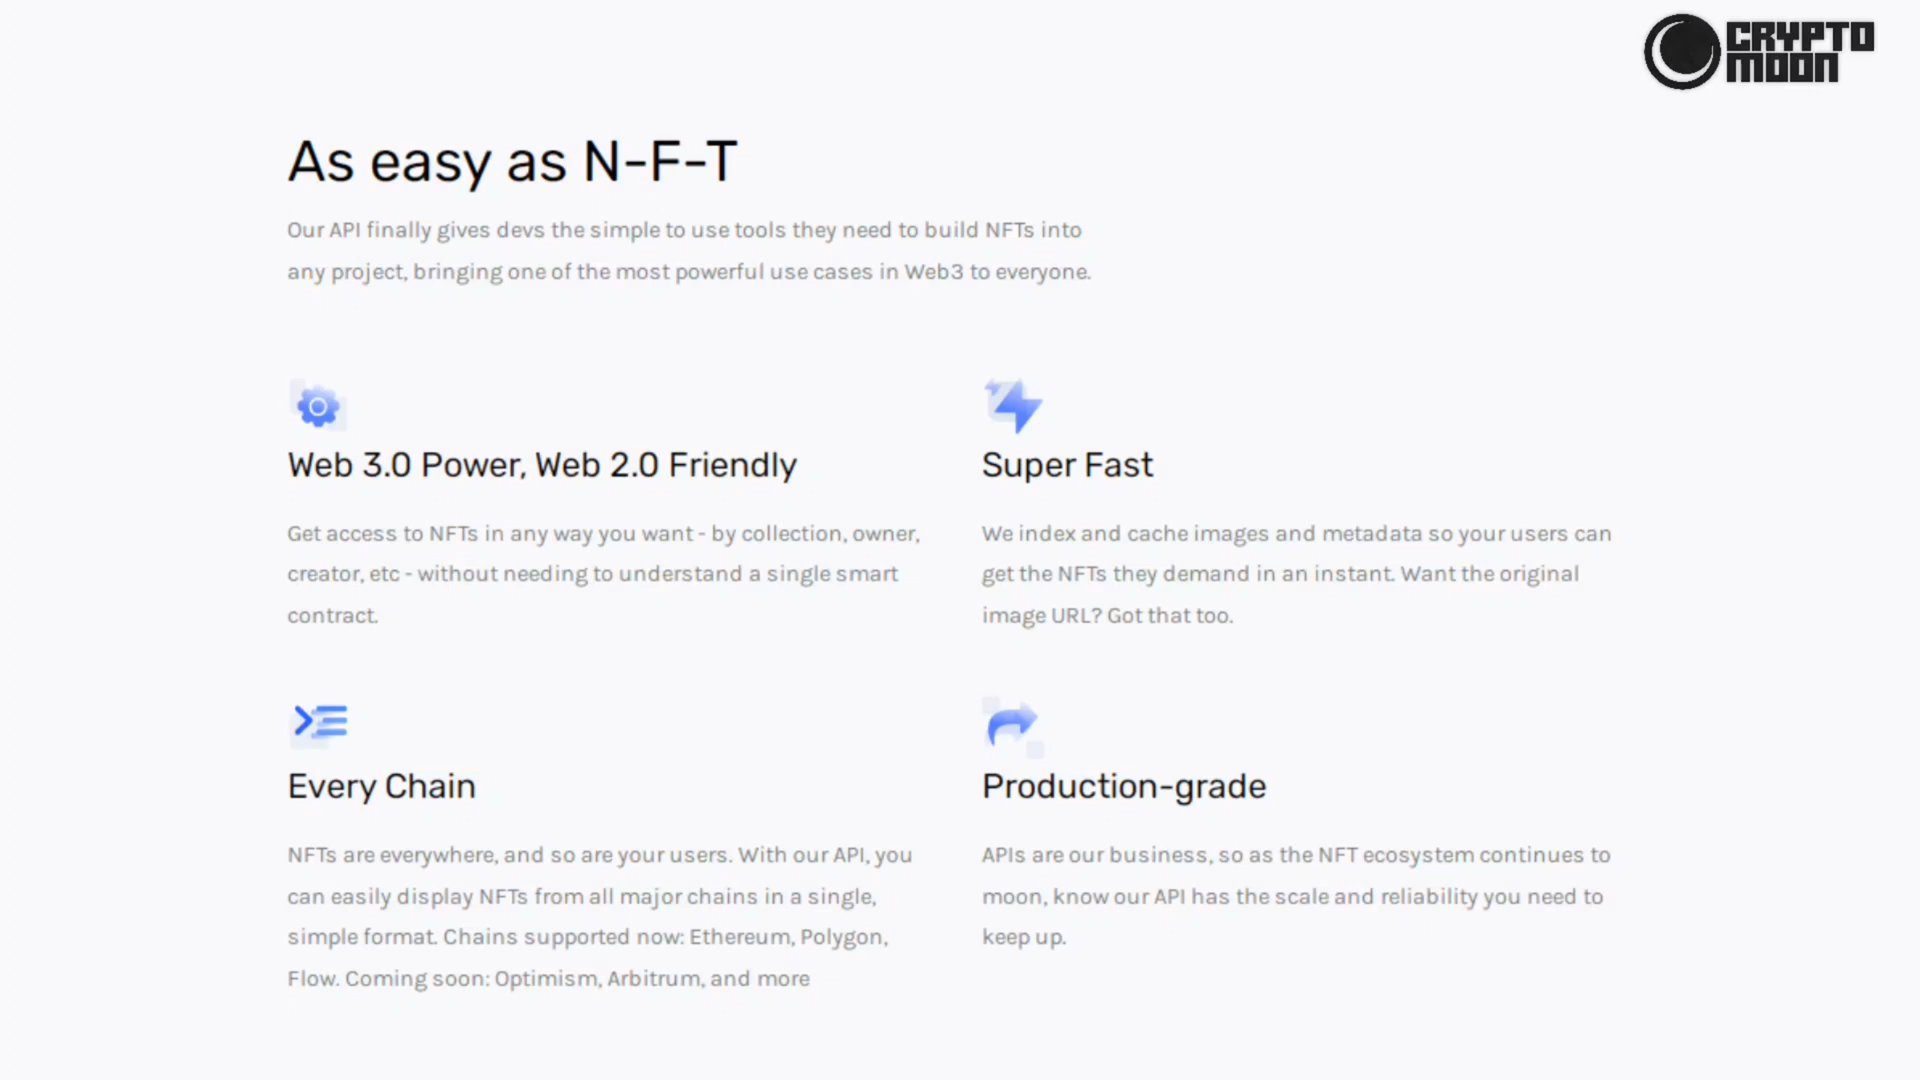 CRYPTO
MOON
As easy as N-F-T
Our API finally gives devs the simple to use tools they need to build NFTs into
any project, bringing one of the most powerful use cases in Web3 to everyone.
Web 3.0 Power, Web 2.0 Friendly
Get access to NFTs in any way you want - by collection, owner,
creator, etc - without needing to understand a single smart
contract.
Super Fast
We index and cache images and metadata so your users can
get the NFTs they demand in an instant. Want the original
image URL? Got that too.
Every Chain
NFTs are everywhere, and so are your users. With our API, you
can easily display NFTs from all major chains in a single,
simple format. Chains supported now: Ethereum, Polygon,
Flow. Coming soon: Optimism, Arbitrum, and more
Production-grade
APIs are our business, so as the NFT ecosystem continues to
moon, know our API has the scale and reliability you need to
keep up.